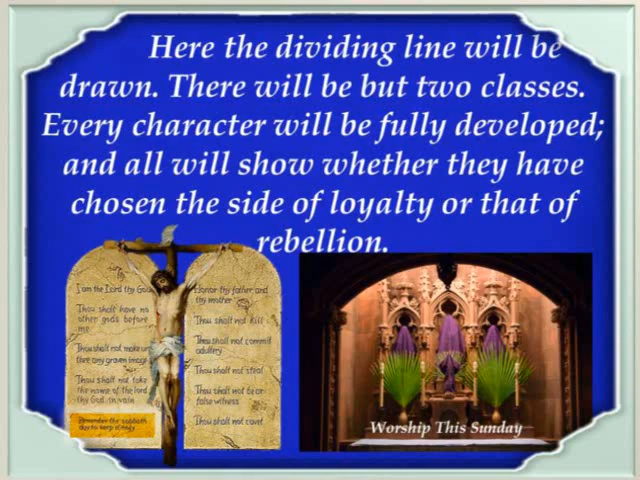 Here the dividing line will be
drawn. There will be but two classes.
Every character will be fully developed;
and all will show whether they have
chosen the side of loyalty or that of
rebellion.
I am the Lord thy God
Thou shalt have no
other gods before
me
Thou shalt not make un
thee any graven image
Thou shalt not take
the name of the lord
thy God in vain
Remember the sabbath
day to keep it holy
Honor thy father and
thy mother
Thou shalt not kill
Thou shalt not commit
adultery
Thou shalt not steal
Thou shalt not bear
false witness
Thou shalt not covet
Worship This Sunday